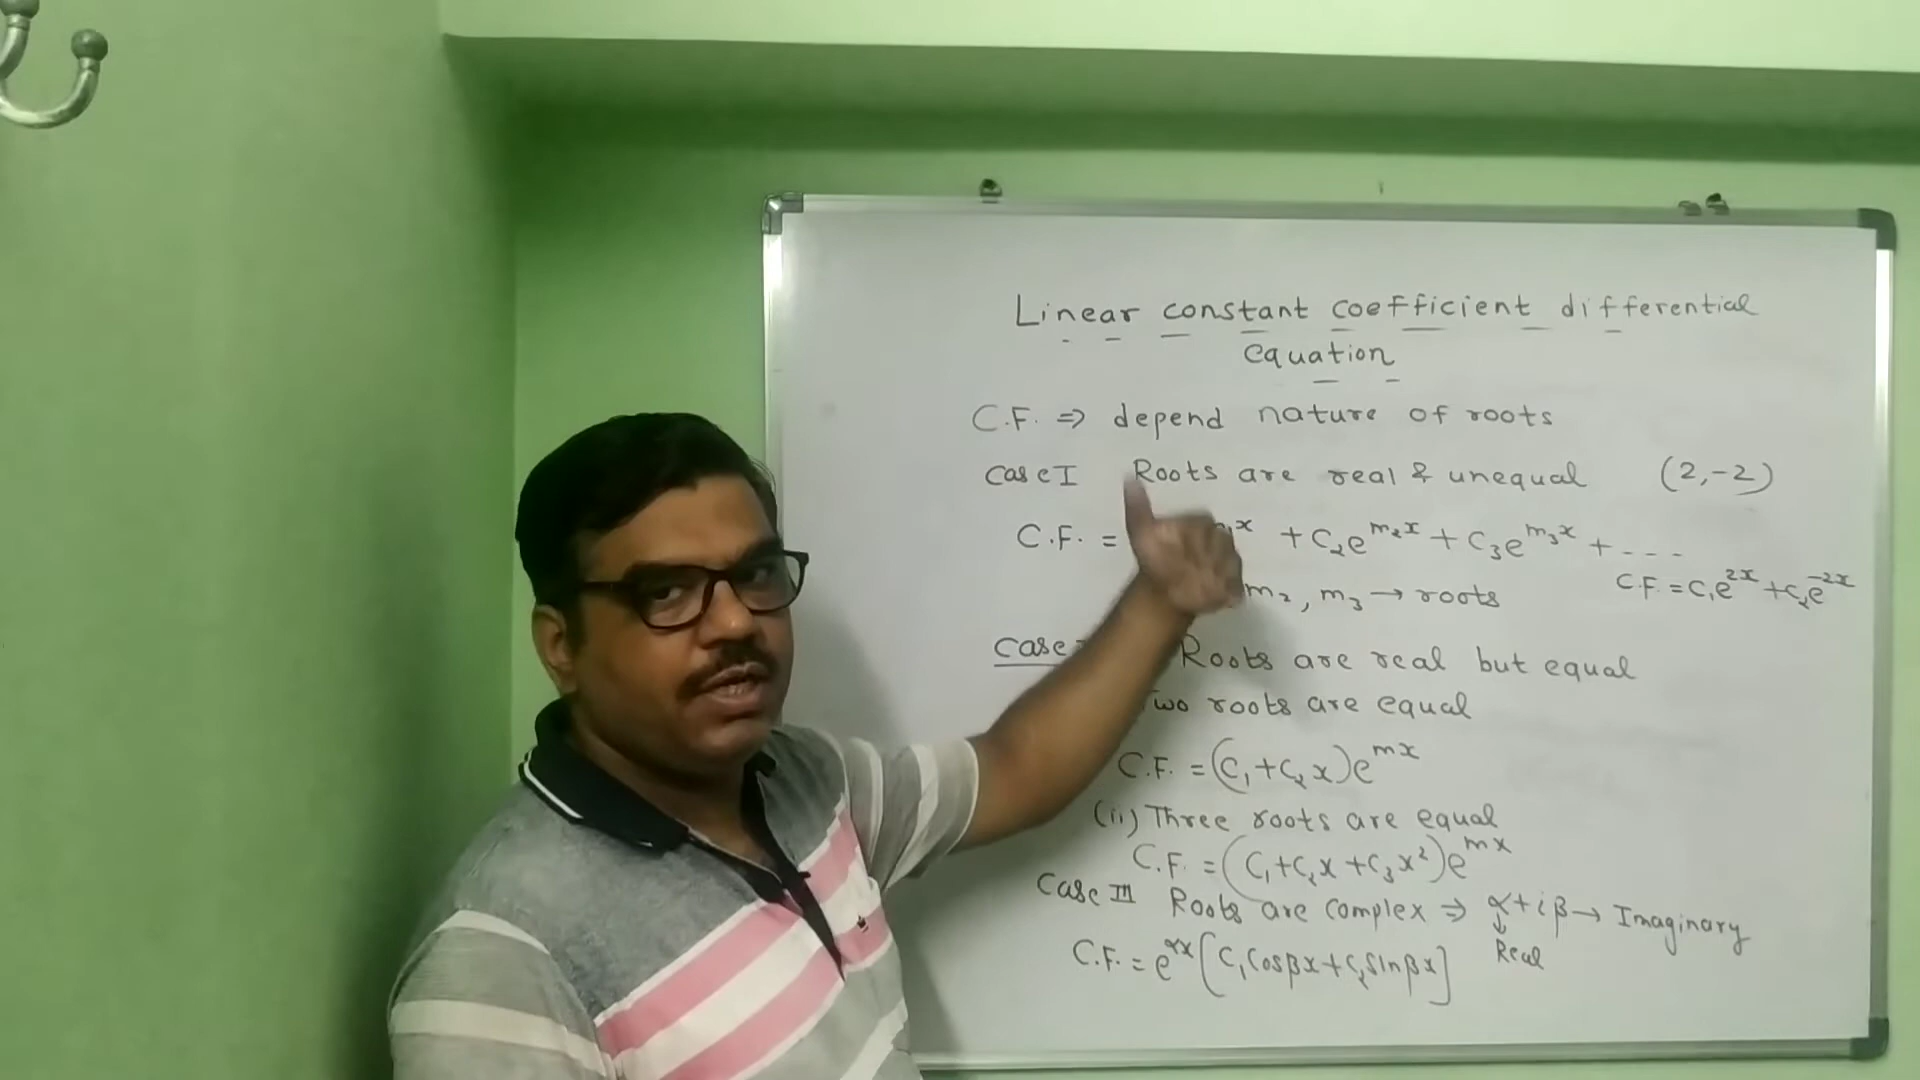 Linear constant coefficient differential
equation
C.F. ⇒ depend nature of roots
Case I Roots are real & unequal (2,-2)
C.F. = x + C₂e^m₂x + C₃e^m₃x + ----
C.F. = C₁e^2x + C₂e^-2x
m₂, m₃ → roots
Case Roots are real but equal
Two roots are equal
C.F. = (C₁+C₂x)e^mx
(ii) Three roots are equal
C.F. = (C₁+C₂x+C₃x²)e^mx
Case III Roots are complex ⇒ α+iβ → Imaginary
↓
Real
C.F. = e^αx [C₁Cosβx+C₂Sinβx]